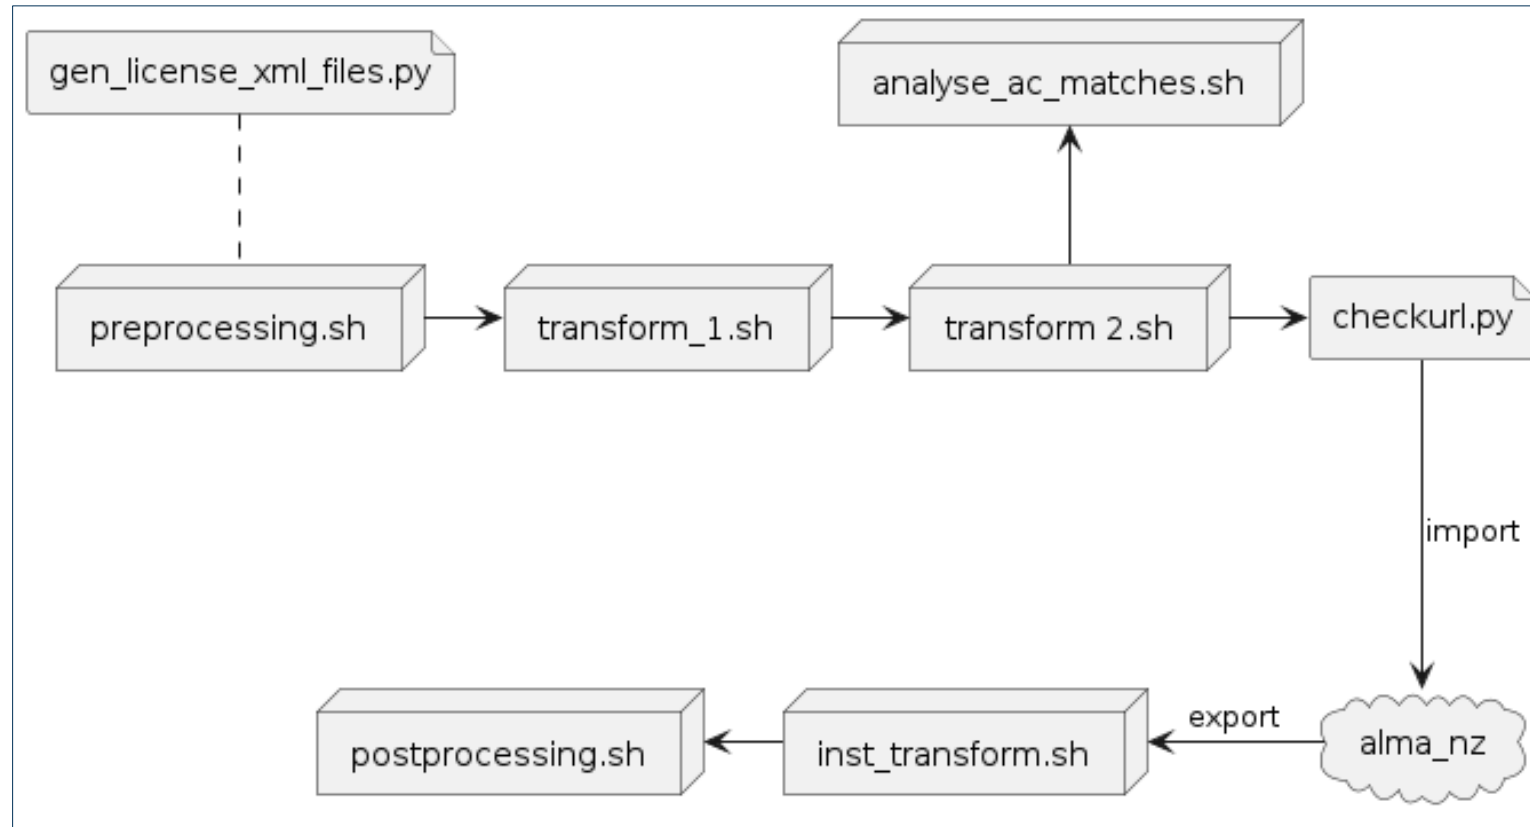 gen_license_xml_files.py
analyse_ac_matches.sh
preprocessing.sh
transform_1.sh
transform 2.sh
checkurl.py
import
postprocessing.sh
inst_transform.sh
export
alma_nz